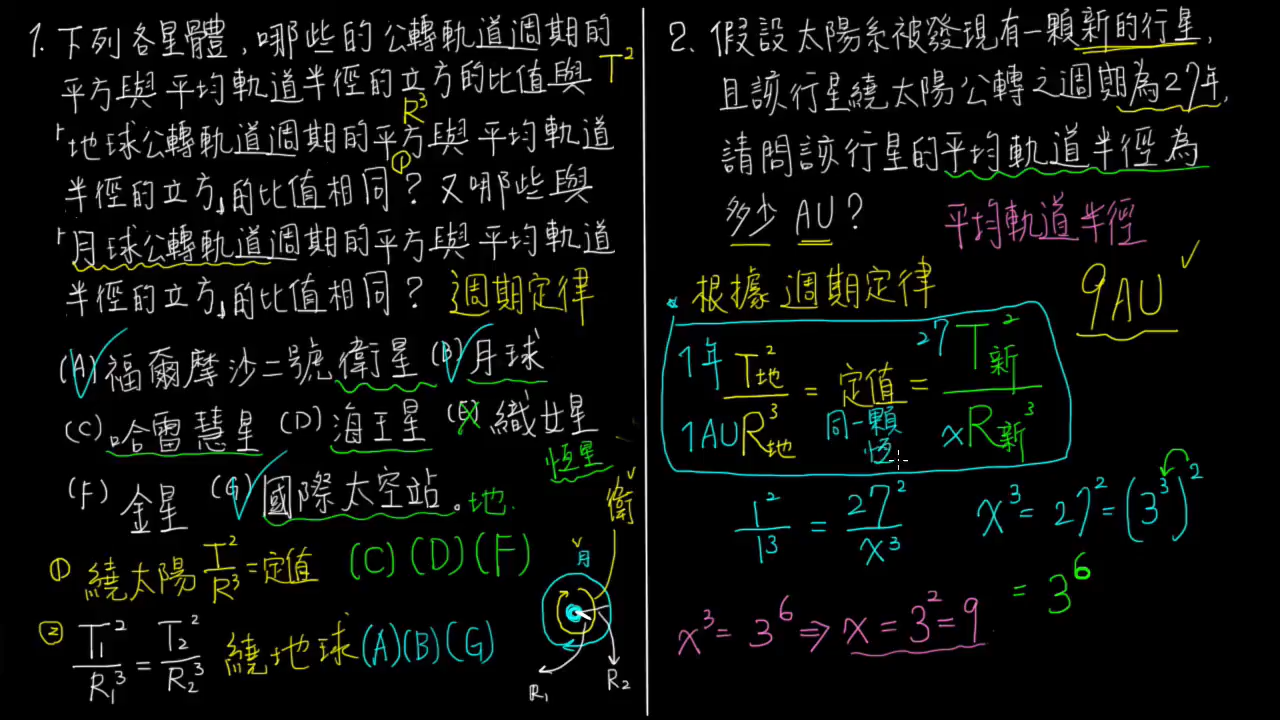 1. 下列各星體，哪些的公轉軌道週期的
平方與平均軌道半徑的立方的比值與 T²
R³
「地球公轉軌道週期的平方與平均軌道
半徑的立方」的比值相同？又哪些與
①
「月球公轉軌道週期的平方與平均軌道
半徑的立方」的比值相同？ 週期定律
(A) 福爾摩沙二號衛星 (B) 月球
(C) 哈雷慧星 (D) 海王星 (E) 織女星
恆星
(F) 金星 (G) 國際太空站。地
衛
① 繞太陽 T²/R³ = 定值 (C)(D)(F)
月
② T₁²/R₁³ = T₂²/R₂³ 繞地球 (A)(B)(G)
R₁ R₂
2. 假設太陽系被發現有一顆新的行星，
且該行星繞太陽公轉之週期為27年，
請問該行星的平均軌道半徑為
多少 AU？ 平均軌道半徑
根據週期定律 9AU
1年 T地² / 1AU R地³ = 定值 = 27 T新² / x R新³
同一顆
恆
1²/1³ = 27²/x³ x³ = 27² = (3³)²
= 3⁶
x³ = 3⁶ ⇒ x = 3² = 9